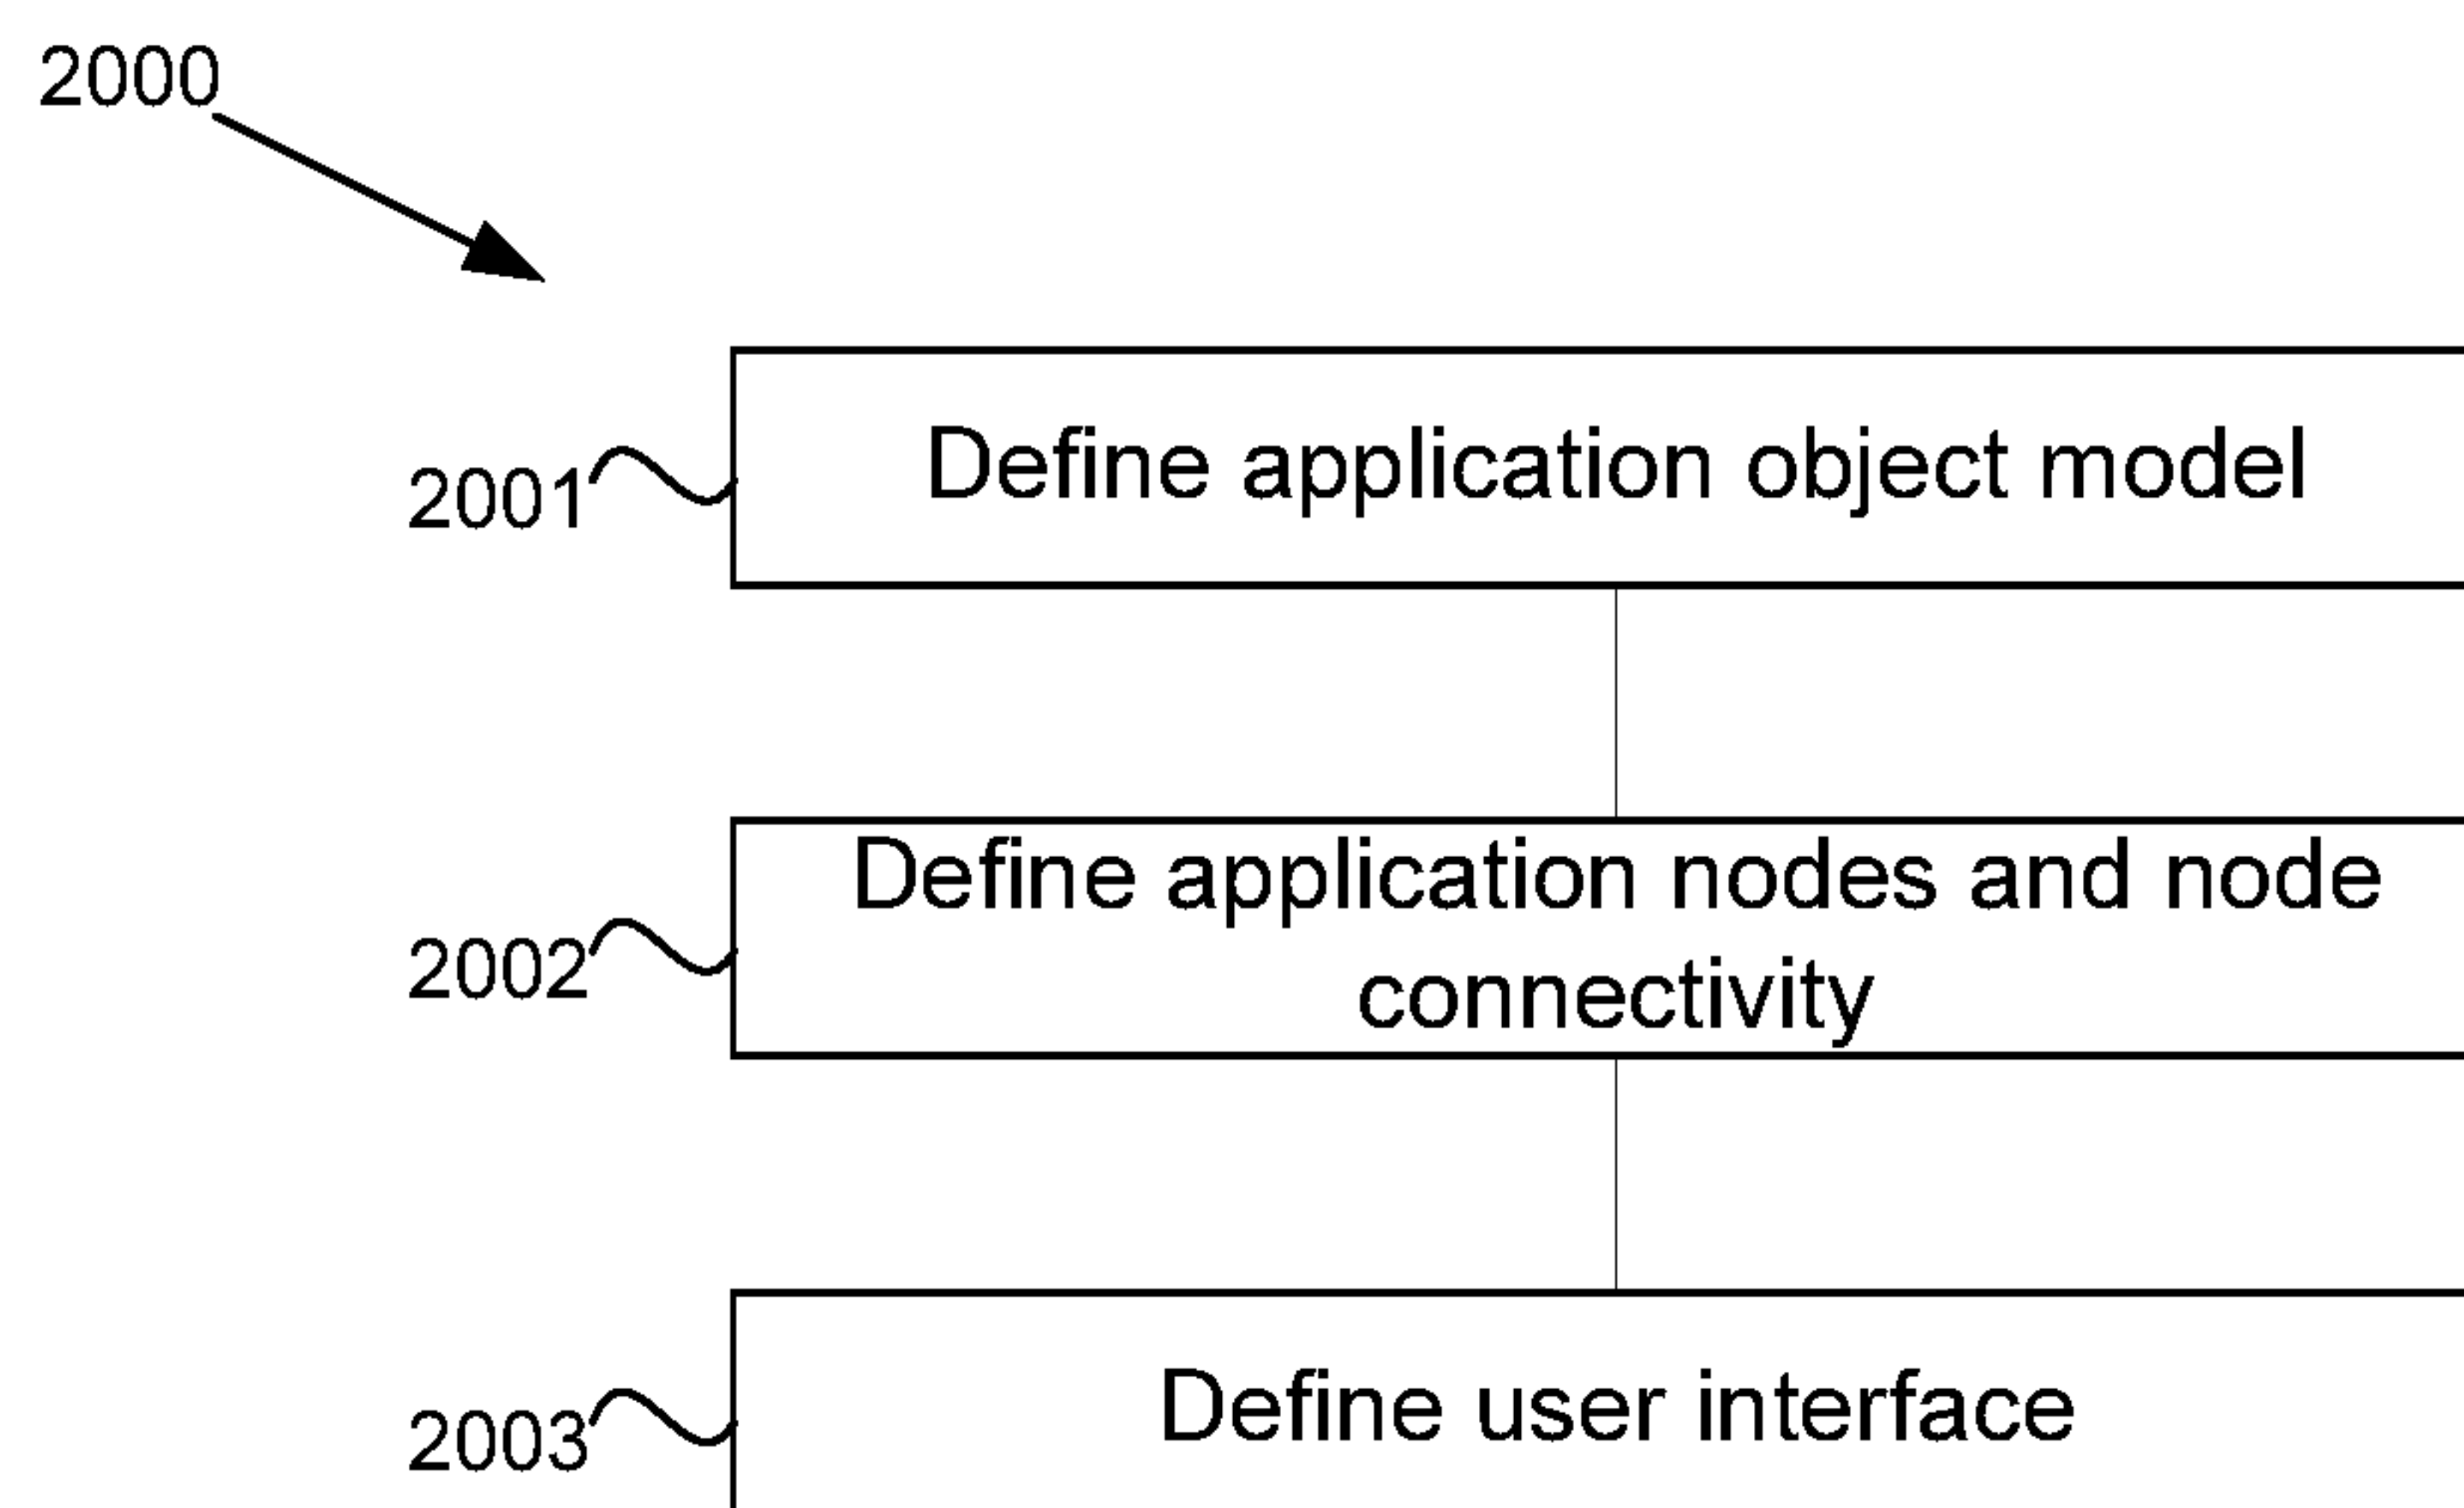 2000
2001
Define application object model
2002
Define application nodes and node
connectivity
2003
Define user interface